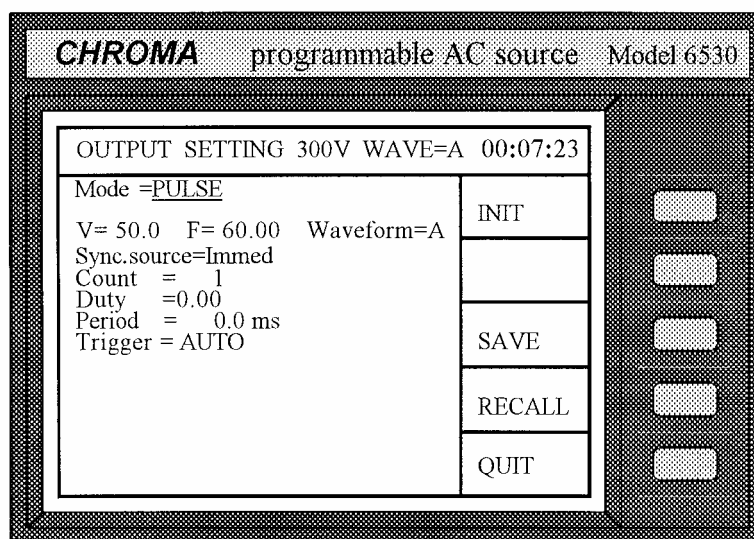 CHROMA programmable AC source Model 6530
OUTPUT SETTING 300V WAVE=A 00:07:23
Mode =PULSE
V= 50.0 F= 60.00 Waveform=A
Sync.source=Immed
Count = 1
Duty =0.00
Period = 0.0 ms
Trigger = AUTO
INIT
SAVE
RECALL
QUIT